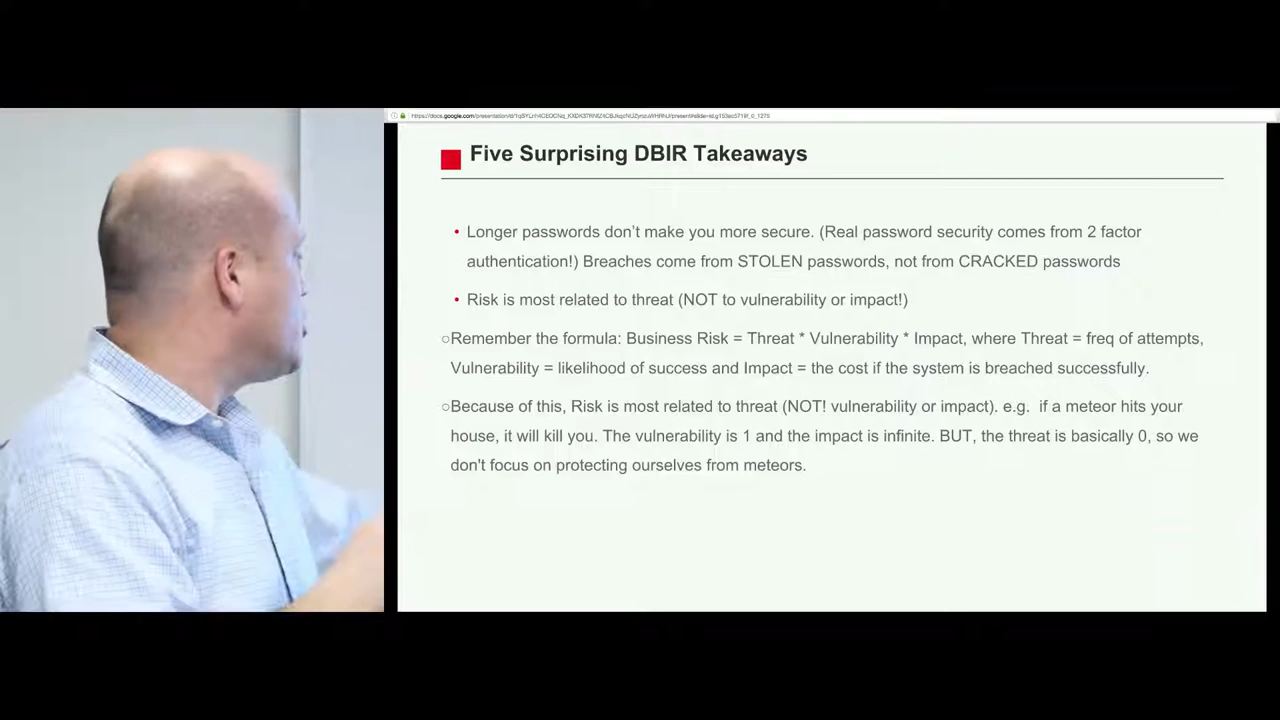 Five Surprising DBIR Takeaways
• Longer passwords don't make you more secure. (Real password security comes from 2 factor
authentication!) Breaches come from STOLEN passwords, not from CRACKED passwords
• Risk is most related to threat (NOT to vulnerability or impact!)
○Remember the formula: Business Risk = Threat * Vulnerability * Impact, where Threat = freq of attempts,
Vulnerability = likelihood of success and Impact = the cost if the system is breached successfully.
○Because of this, Risk is most related to threat (NOT! vulnerability or impact). e.g.  if a meteor hits your
house, it will kill you. The vulnerability is 1 and the impact is infinite. BUT, the threat is basically 0, so we
don't focus on protecting ourselves from meteors.